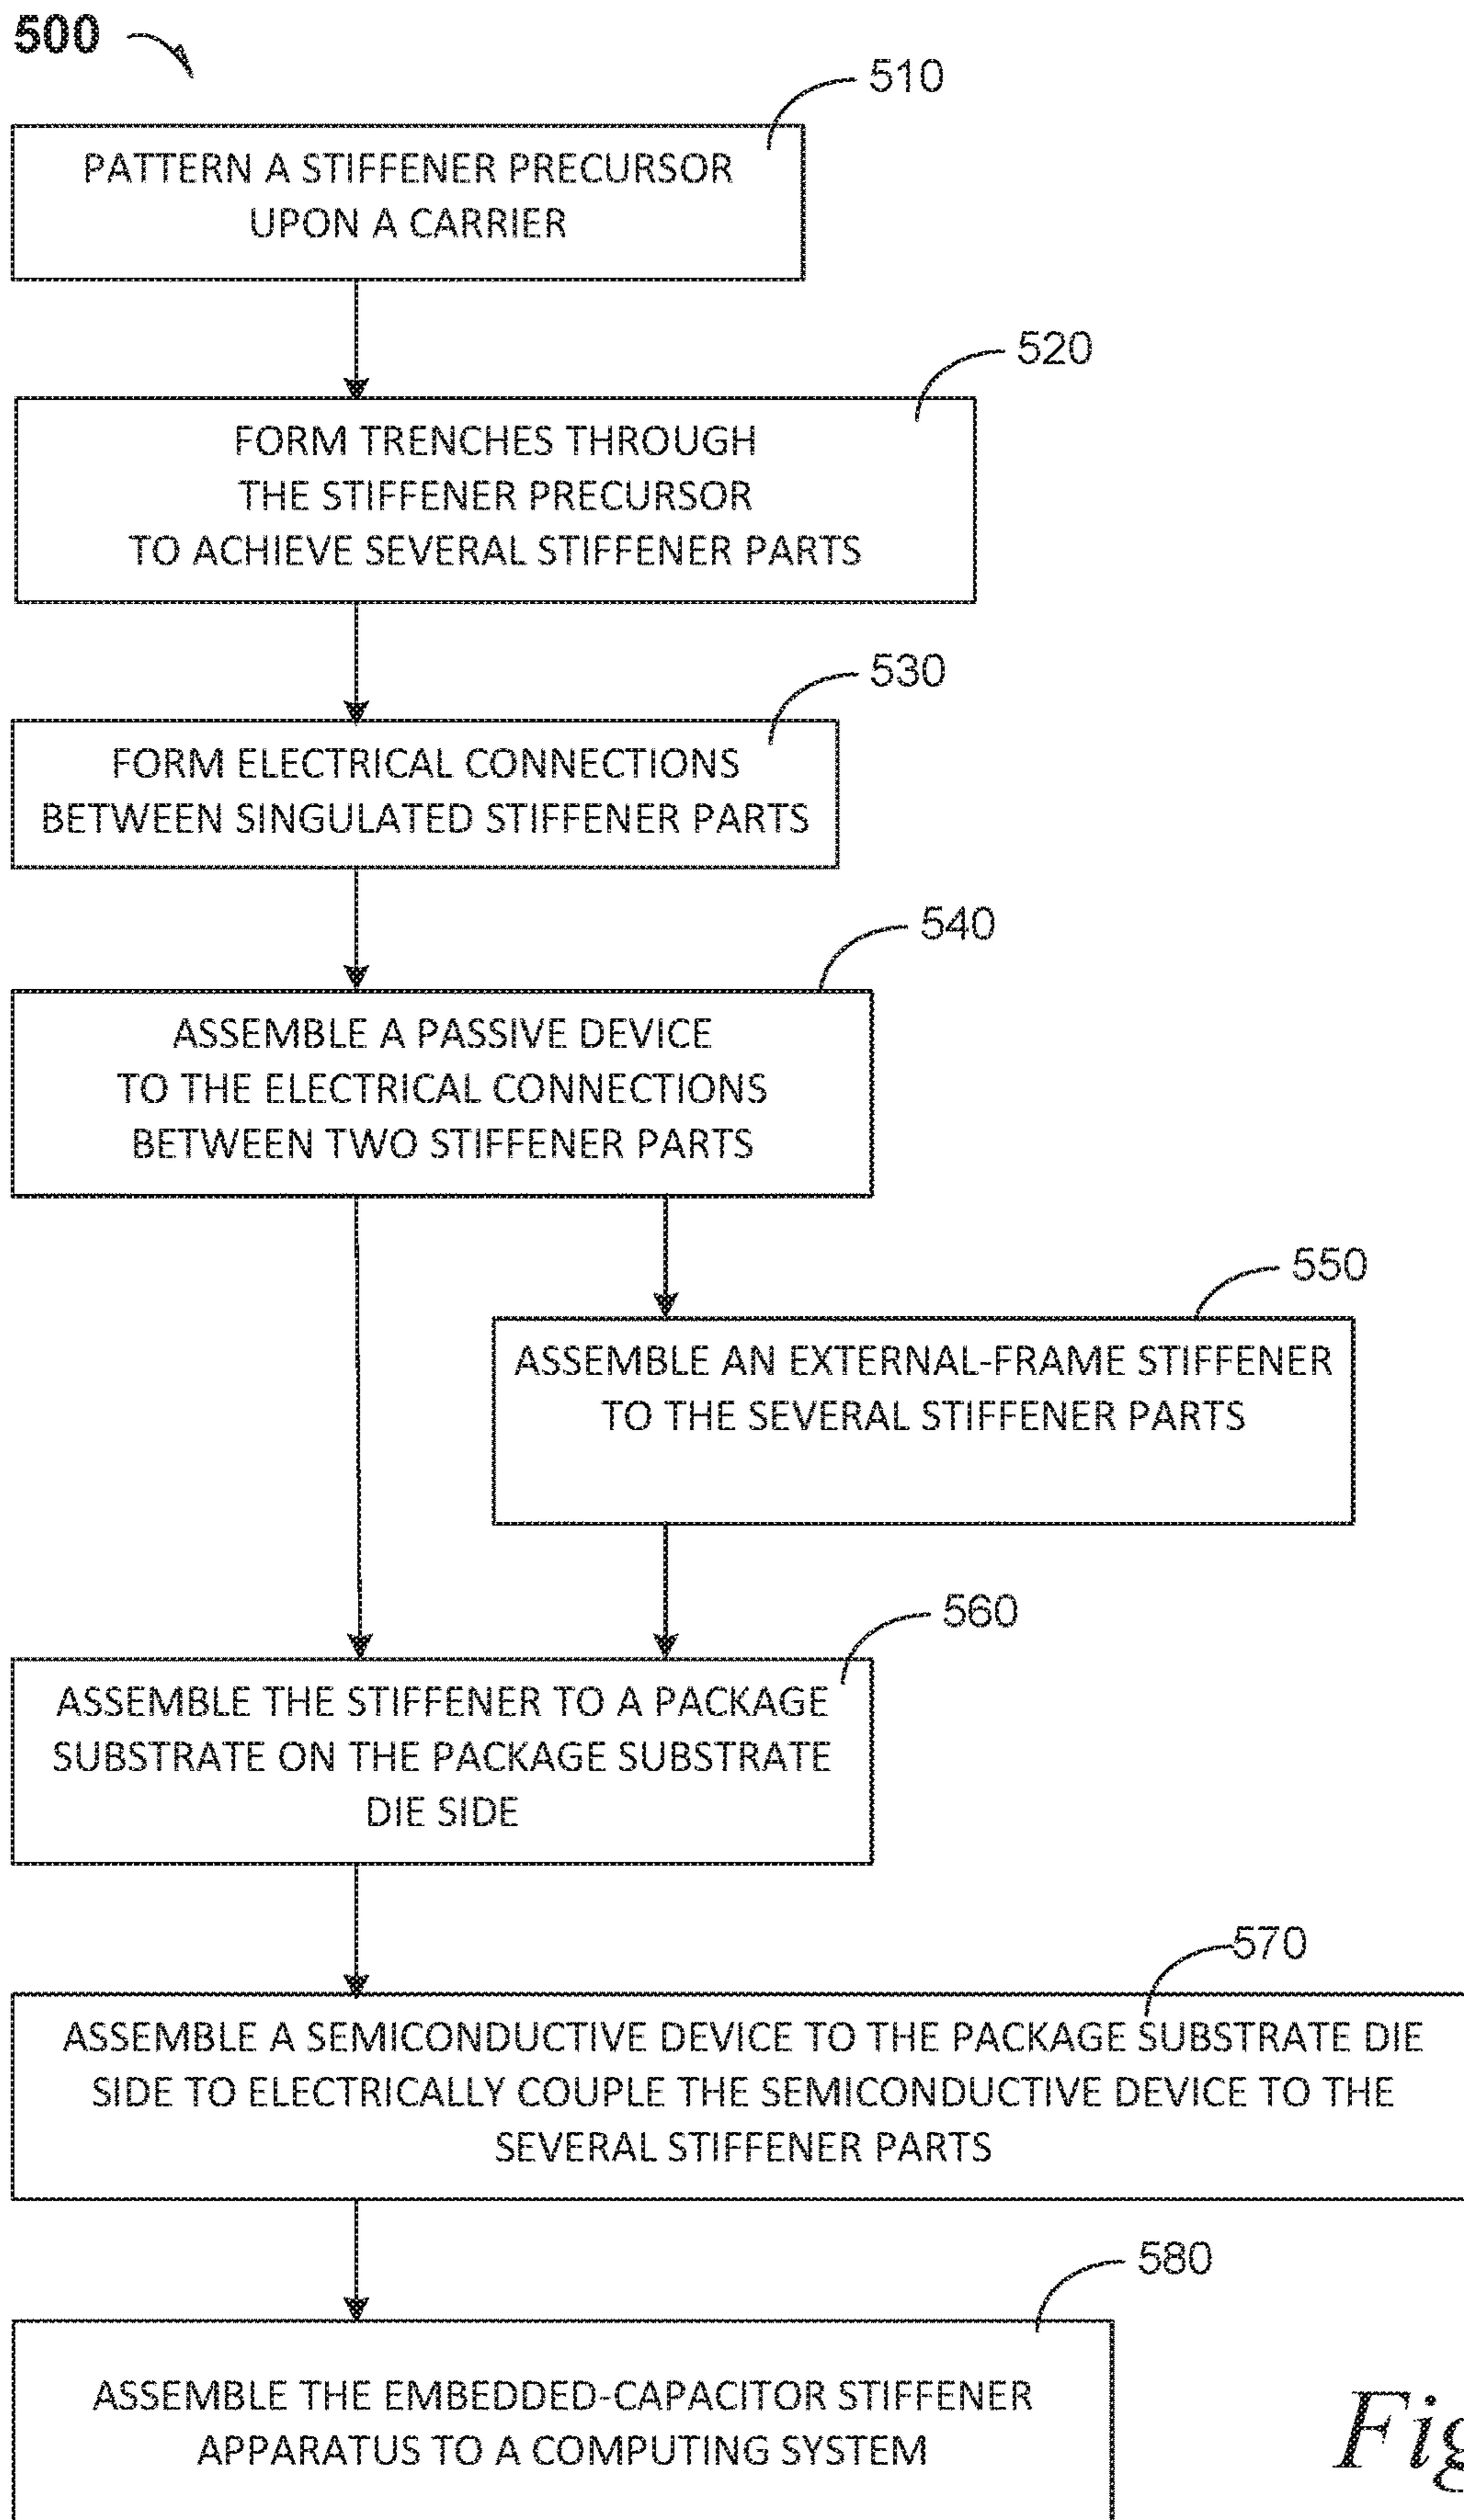 500
510
PATTERN A STIFFENER PRECURSOR
UPON A CARRIER
520
FORM TRENCHES THROUGH
THE STIFFENER PRECURSOR
TO ACHIEVE SEVERAL STIFFENER PARTS
530
FORM ELECTRICAL CONNECTIONS
BETWEEN SINGULATED STIFFENER PARTS
540
ASSEMBLE A PASSIVE DEVICE
TO THE ELECTRICAL CONNECTIONS
BETWEEN TWO STIFFENER PARTS
550
ASSEMBLE AN EXTERNAL-FRAME STIFFENER
TO THE SEVERAL STIFFENER PARTS
560
ASSEMBLE THE STIFFENER TO A PACKAGE
SUBSTRATE ON THE PACKAGE SUBSTRATE
DIE SIDE
570
ASSEMBLE A SEMICONDUCTIVE DEVICE TO THE PACKAGE SUBSTRATE DIE
SIDE TO ELECTRICALLY COUPLE THE SEMICONDUCTIVE DEVICE TO THE
SEVERAL STIFFENER PARTS
580
ASSEMBLE THE EMBEDDED-CAPACITOR STIFFENER
APPARATUS TO A COMPUTING SYSTEM
Fig